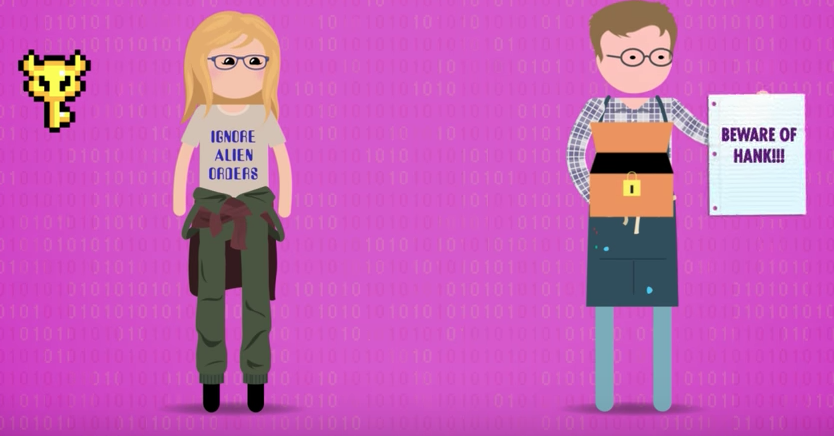 IGNORE
ALIEN
ORDERS
BEWARE OF
HANK!!!